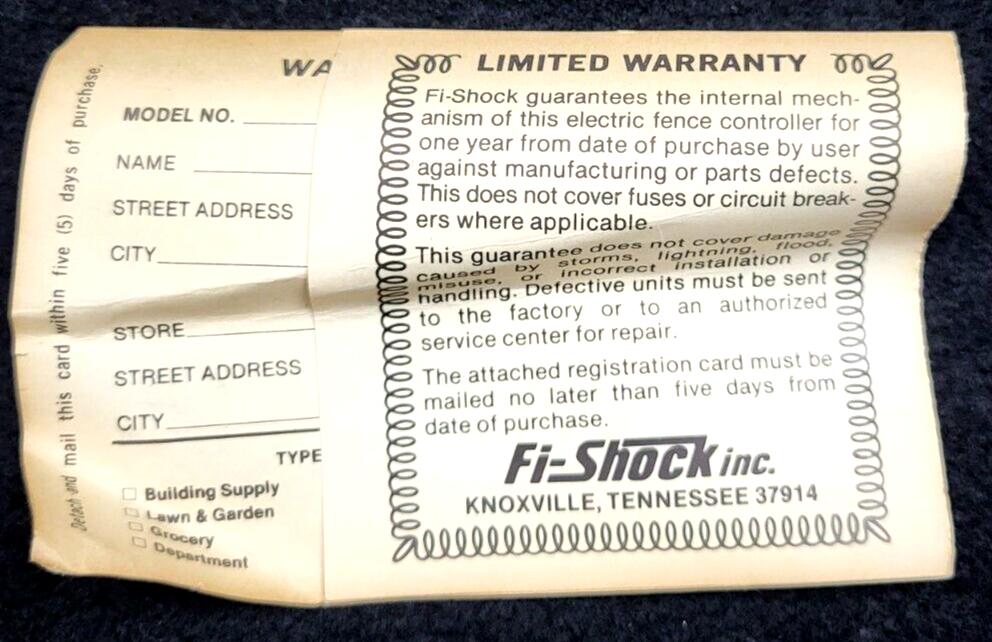 Detach and mail this card within five (5) days of purchase.
WA
MODEL NO.
NAME
STREET ADDRESS
CITY
STORE
STREET ADDRESS
CITY
TYPE
Building Supply
Lawn & Garden
Grocery
Department
LIMITED WARRANTY
Fi-Shock guarantees the internal mech-
anism of this electric fence controller for
one year from date of purchase by user
against manufacturing or parts defects.
This does not cover fuses or circuit break-
ers where applicable.
This guarantee does not cover damage
caused by storms, lightning, flood,
misuse, or incorrect installation or
handling. Defective units must be sent
to the factory or to an authorized
service center for repair.
The attached registration card must be
mailed no later than five days from
date of purchase.
Fi-Shock inc.
KNOXVILLE, TENNESSEE 37914